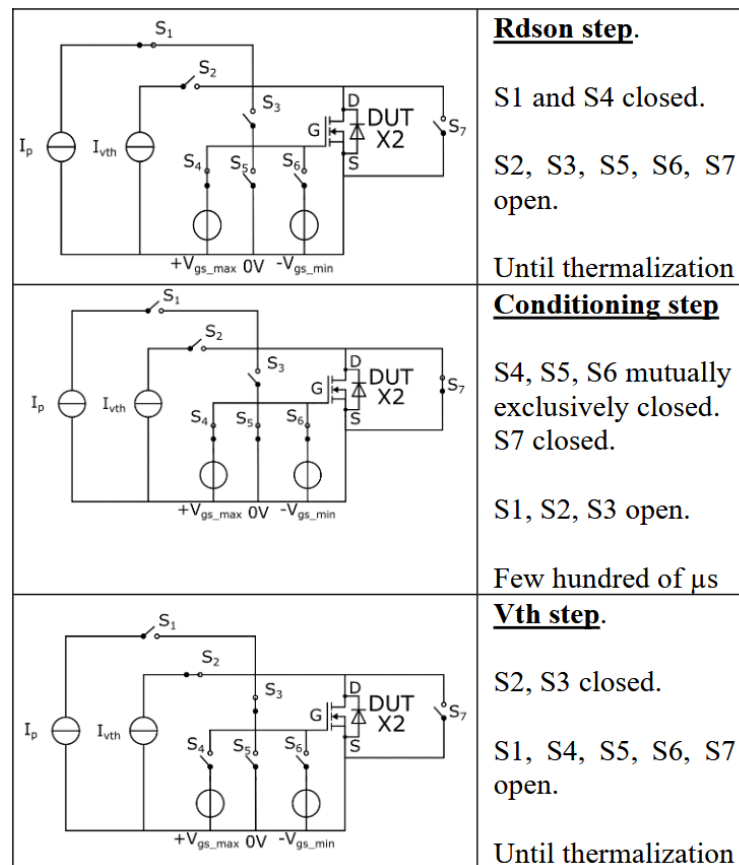 S1
Rdson step.
S2
S1 and S4 closed.
S3
D
G
DUT
X2
S7
Ip
Ivth
S4
S5
S6
S
S2, S3, S5, S6, S7
open.
+Vgs_max 0V -Vgs_min
Until thermalization
S1
Conditioning step
S2
S3
D
S4, S5, S6 mutually
exclusively closed.
G
DUT
X2
S7
Ip
Ivth
S4
S5
S6
S
S7 closed.
S1, S2, S3 open.
+Vgs_max 0V -Vgs_min
Few hundred of µs
S1
Vth step.
S2
S2, S3 closed.
S3
D
G
DUT
X2
S7
Ip
Ivth
S4
S5
S6
S
S1, S4, S5, S6, S7
open.
+Vgs_max 0V -Vgs_min
Until thermalization